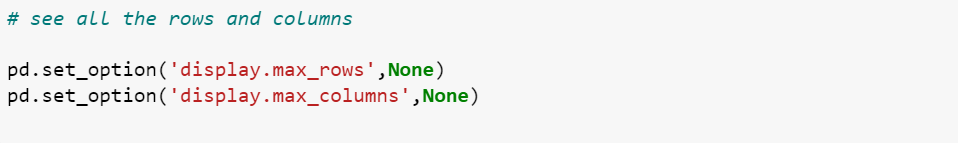 # see all the rows and columns
pd.set_option('display.max_rows',None)
pd.set_option('display.max_columns',None)